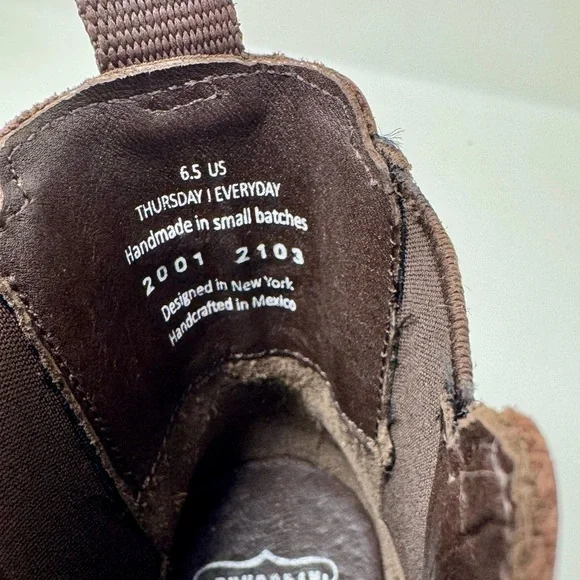 6.5 US
THURSDAY | EVERYDAY
Handmade in small batches
2001 2103
Designed in New York
Handcrafted in Mexico